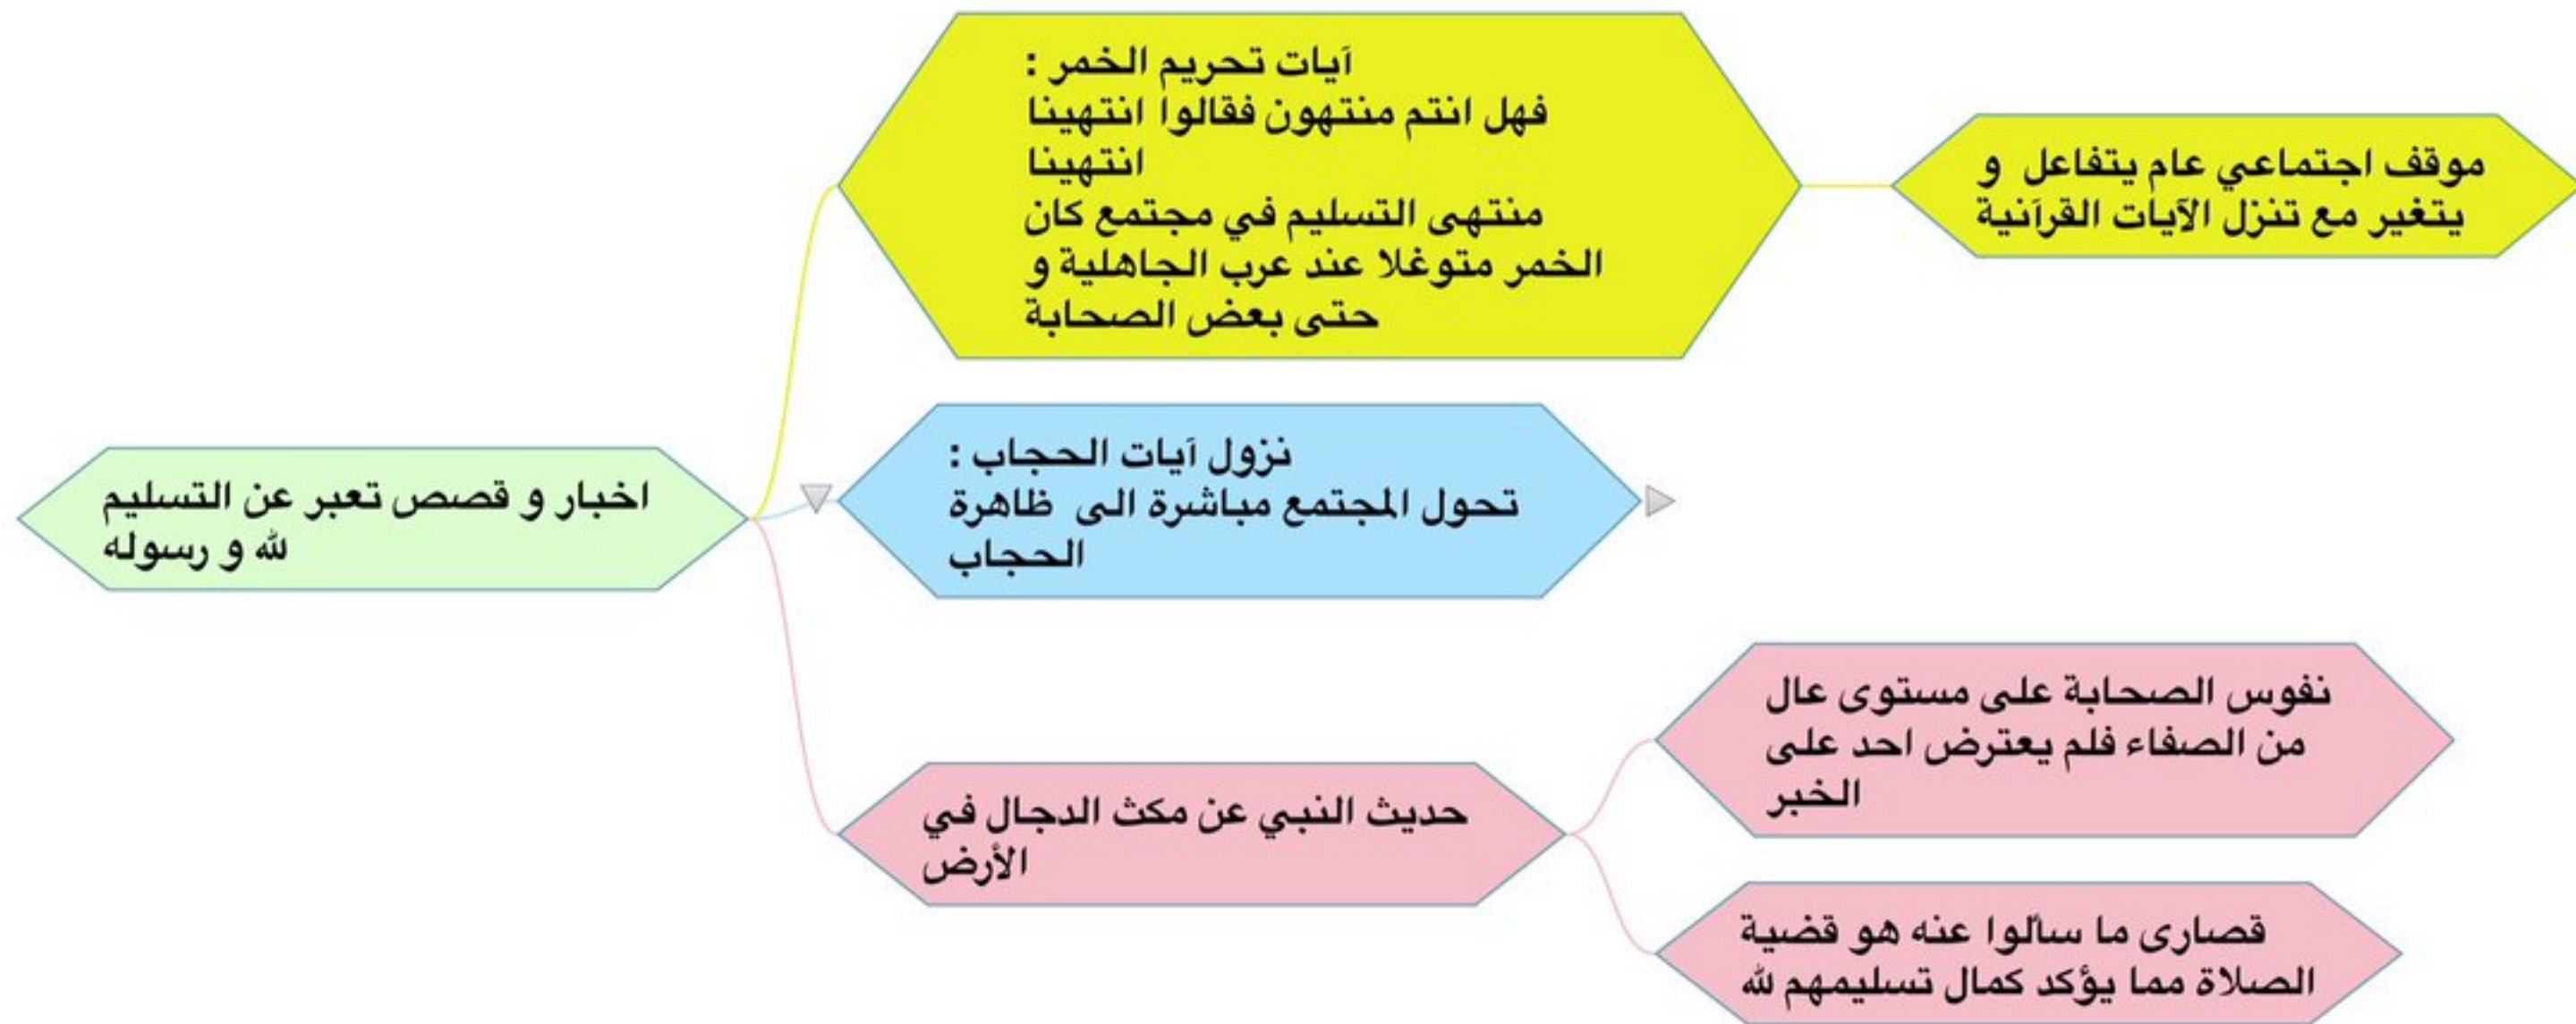 اخبار و قصص تعبر عن التسليم
لله و رسوله
آيات تحريم الخمر :
فهل انتم منتهون فقالوا انتهينا
انتهينا
منتهى التسليم في مجتمع كان
الخمر متوغلا عند عرب الجاهلية و
حتى بعض الصحابة
موقف اجتماعي عام يتفاعل و
يتغير مع تنزل الآيات القرآنية
نزول آيات الحجاب :
تحول المجتمع مباشرة الى ظاهرة
الحجاب
حديث النبي عن مكث الدجال في
الأرض
نفوس الصحابة على مستوى عال
من الصفاء فلم يعترض احد على
الخبر
قصارى ما سألوا عنه هو قضية
الصلاة مما يؤكد كمال تسليمهم لله